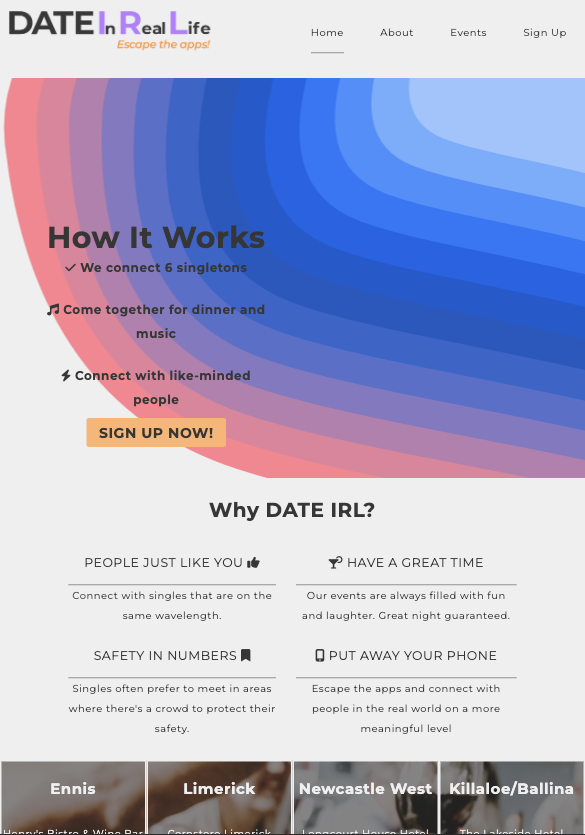 DATE In Real Life
Escape the apps!
Home About Events Sign Up
How It Works
We connect 6 singletons
Come together for dinner and
music
Connect with like-minded
people
SIGN UP NOW!
Why DATE IRL?
PEOPLE JUST LIKE YOU
Connect with singles that are on the
same wavelength.
HAVE A GREAT TIME
Our events are always filled with fun
and laughter. Great night guaranteed.
SAFETY IN NUMBERS
Singles often prefer to meet in areas
where there's a crowd to protect their
safety.
PUT AWAY YOUR PHONE
Escape the apps and connect with
people in the real world on a more
meaningful level
Ennis
Henry's Bistro & Wine Bar
Limerick
Cornstore Limerick
Newcastle West
Longcourt House Hotel
Killaloe/Ballina
The Lakeside Hotel